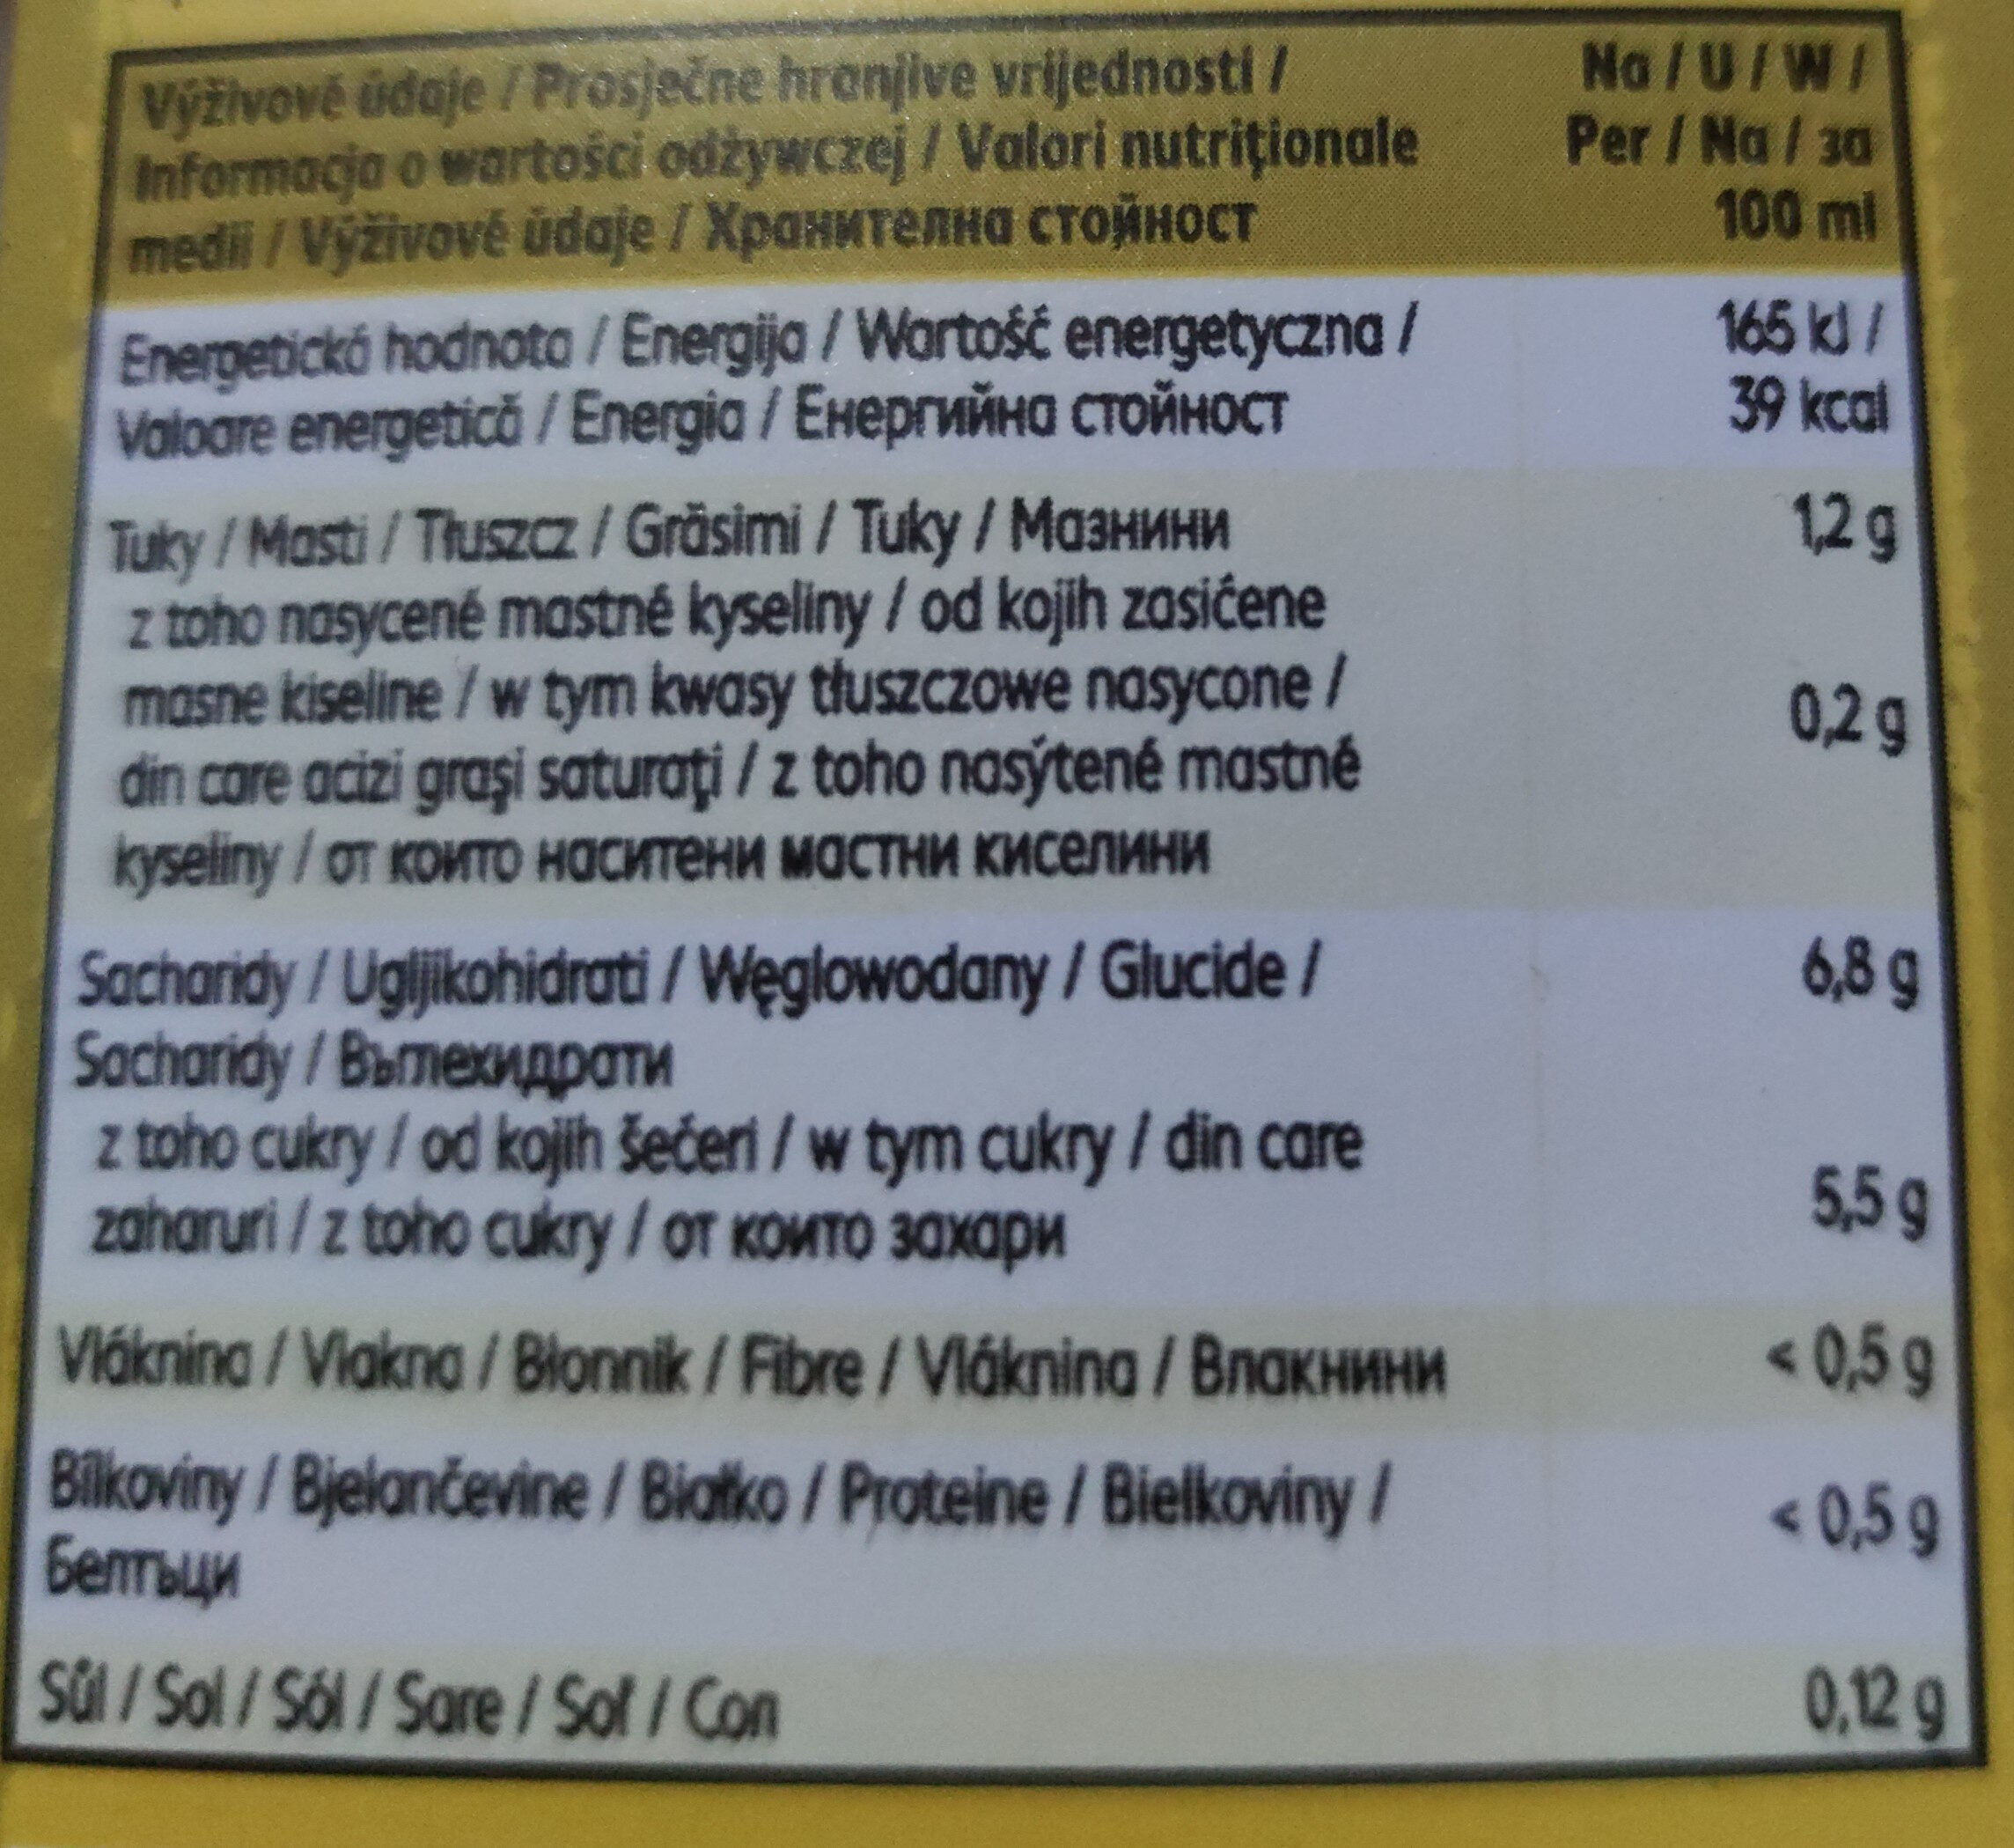 Výživové údaje / Prosječne hranjive vrijednosti /
Na / U / W /
Informacja o wartości odżywczej / Valori nutriționale
Per / Na / за
medii / Výživové údaje / Хранителна стойност
100 ml
Energetická hodnota / Energija / Wartość energetyczna /
165 kJ /
Valoare energetică / Energia / Енергийна стойност
39 kcal
Tuky / Masti / Tłuszcz / Grăsimi / Tuky / Мазнини
1,2 g
z toho nasycené mastné kyseliny / od kojih zasićene
masne kiseline / w tym kwasy tłuszczowe nasycone /
0,2 g
din care acizi grași saturați / z toho nasýtené mastné
kyseliny / от които наситени мастни киселини
Sacharidy / Ugljikohidrati / Węglowodany / Glucide /
6,8 g
Sacharidy / Въглехидрати
z toho cukry / od kojih šećeri / w tym cukry / din care
5,5 g
zaharuri / z toho cukry / от които захари
Vláknina / Vlakna / Błonnik / Fibre / Vláknina / Влакнини
< 0,5 g
Bílkoviny / Bjelančevine / Białko / Proteine / Bielkoviny /
< 0,5 g
Белтъци
Sůl / Sol / Sól / Sare / Soľ / Сол
0,12 g